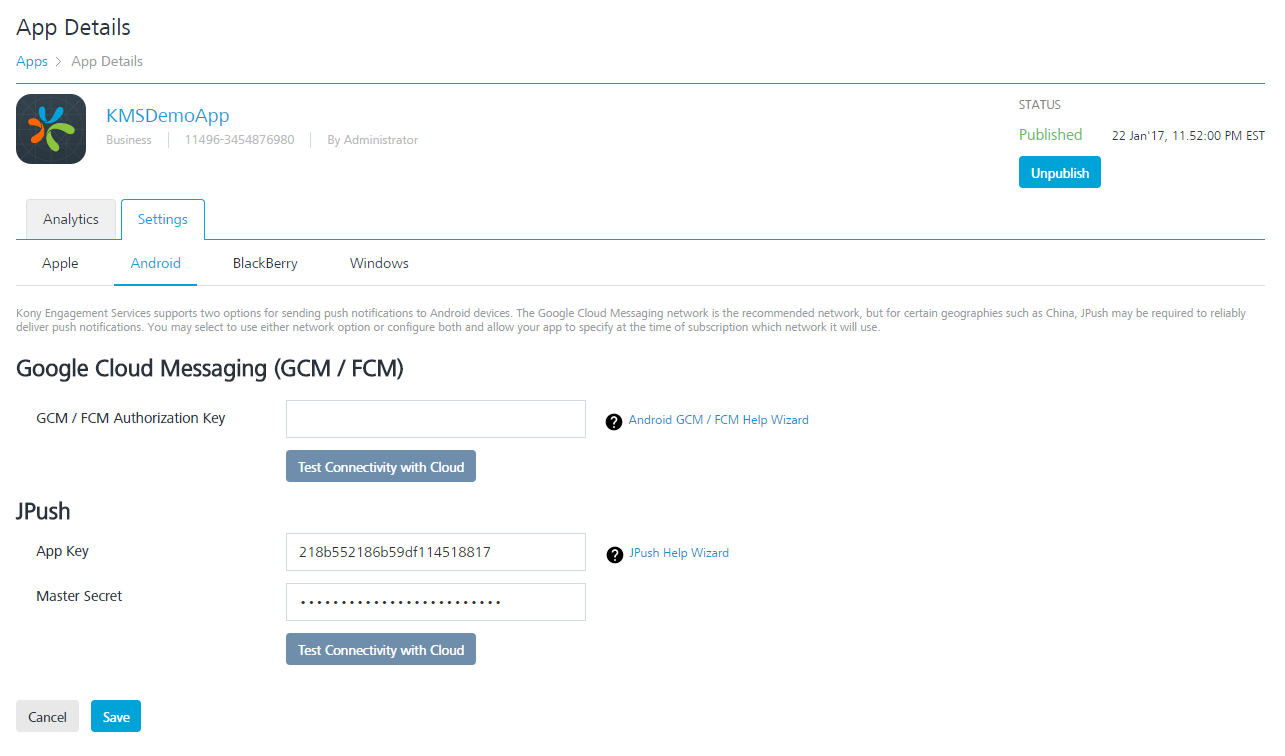 App Details
Apps > App Details
KMSDemoApp
Business | 11496-3454876980 | By Administrator
STATUS
Published 22 Jan'17, 11.52:00 PM EST
Unpublish
Analytics Settings
Apple Android BlackBerry Windows
Kony Engagement Services supports two options for sending push notifications to Android devices. The Google Cloud Messaging network is the recommended network, but for certain geographies such as China, JPush may be required to reliably
deliver push notifications. You may select to use either network option or configure both and allow your app to specify at the time of subscription which network it will use.
Google Cloud Messaging (GCM / FCM)
GCM / FCM Authorization Key ? Android GCM / FCM Help Wizard
Test Connectivity with Cloud
JPush
App Key 218b552186b59df114518817 ? JPush Help Wizard
Master Secret ••••••••••••••••••••••••
Test Connectivity with Cloud
Cancel Save